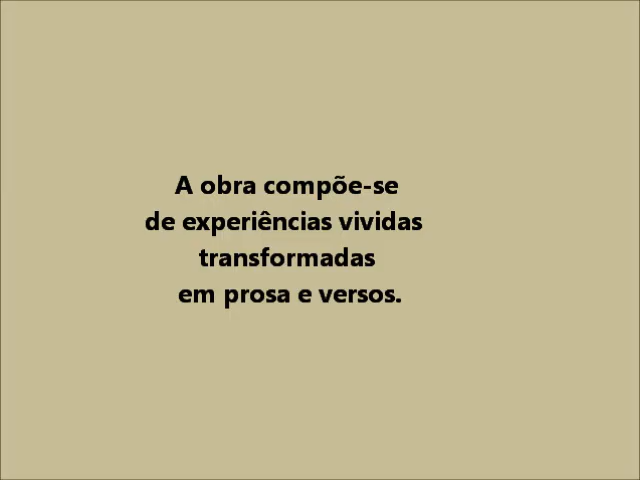 A obra compõe-se
de experiências vividas
transformadas
em prosa e versos.